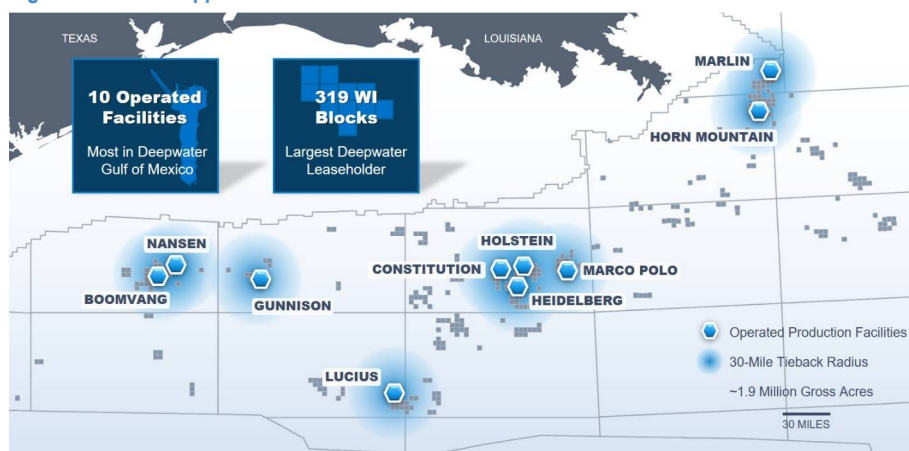 TEXAS
LOUISIANA
10 Operated
Facilities
Most in Deepwater
Gulf of Mexico
319 WI
Blocks
Largest Deepwater
Leaseholder
MARLIN
HORN MOUNTAIN
NANSEN
BOOMVANG
GUNNISON
HOLSTEIN
CONSTITUTION
MARCO POLO
HEIDELBERG
LUCIUS
Operated Production Facilities
30-Mile Tieback Radius
~1.9 Million Gross Acres
30 MILES